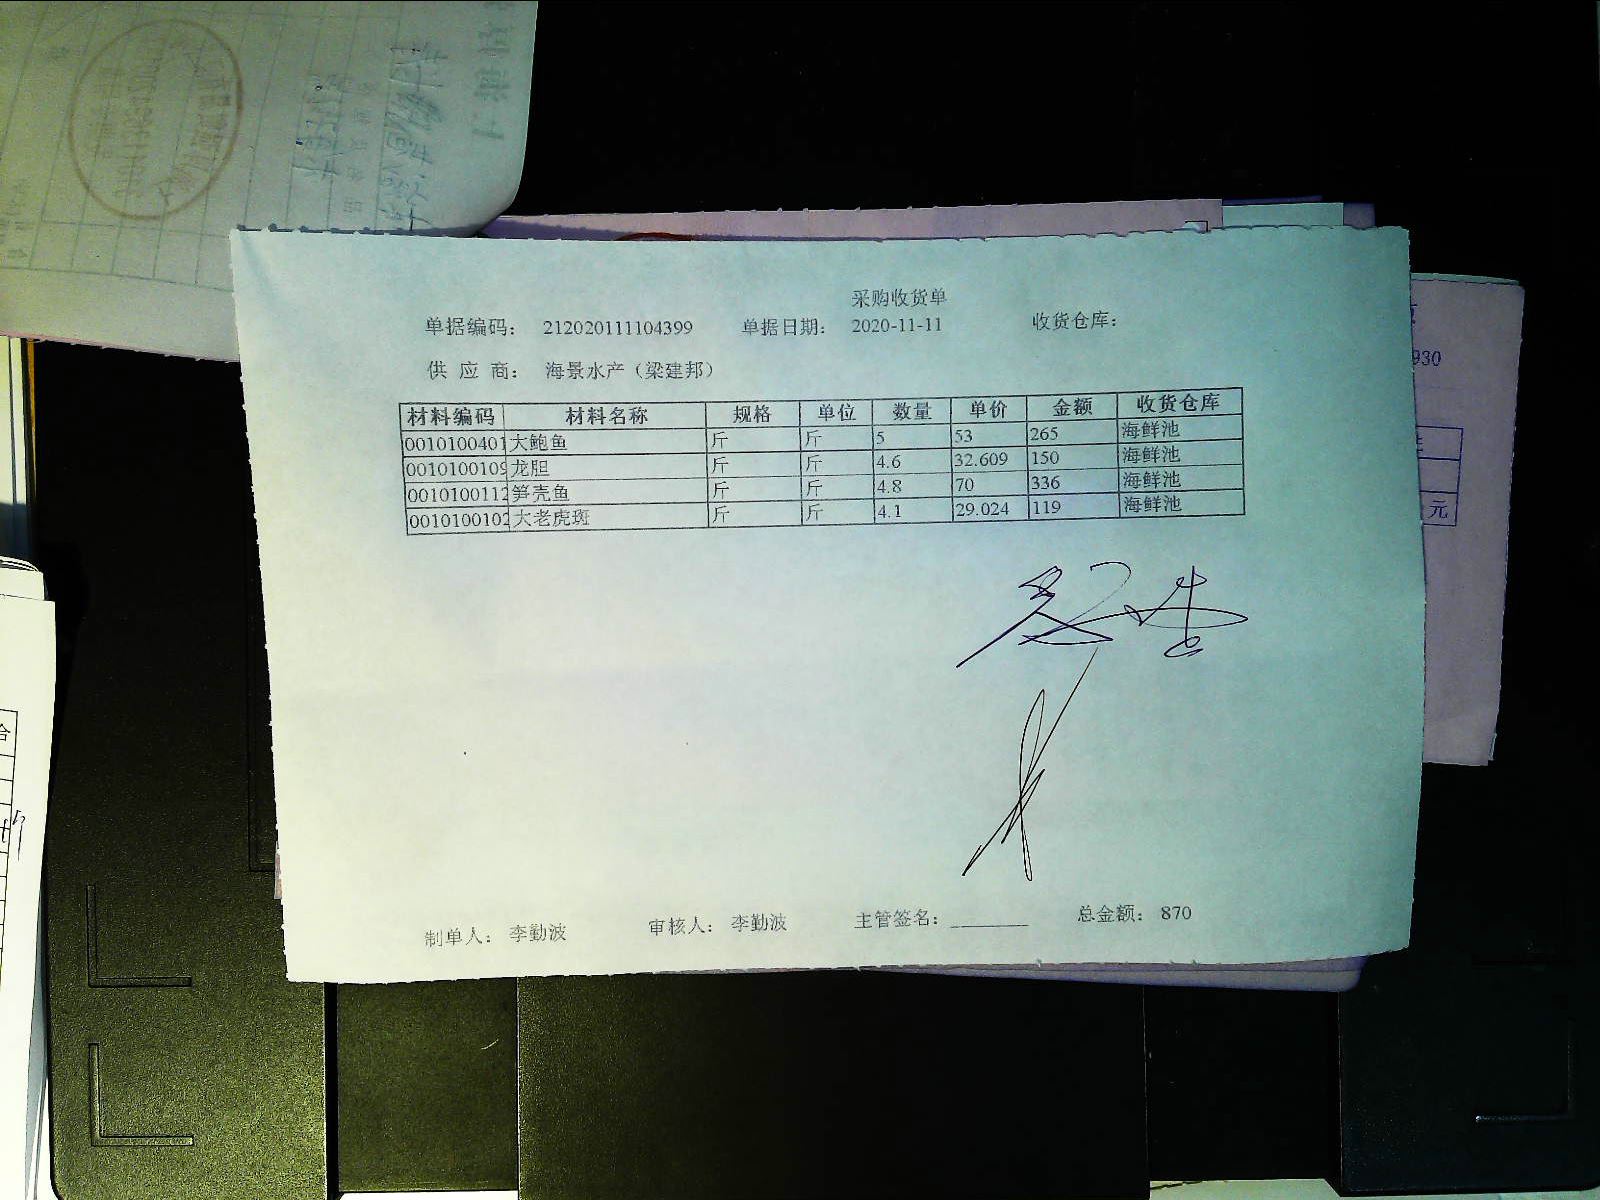 采购收货单
单据编码： 212020111104399 单据日期： 2020-11-11 收货仓库：
供 应 商： 海景水产（梁建邦）
材料编码 材料名称 规格 单位 数量 单价 金额 收货仓库
0010100401 大鲍鱼 斤 斤 5 53 265 海鲜池
0010100109 龙胆 斤 斤 4.6 32.609 150 海鲜池
0010100112 笋壳鱼 斤 斤 4.8 70 336 海鲜池
0010100102 大老虎斑 斤 斤 4.1 29.024 119 海鲜池
制单人： 李勤波 审核人： 李勤波 主管签名： 总金额： 870
930
元
合